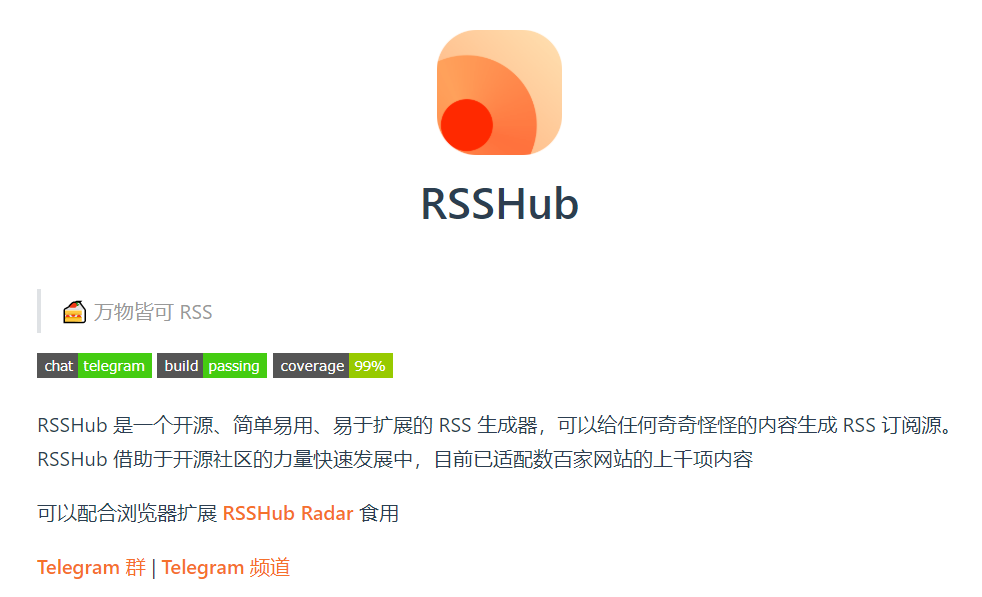 RSSHub
🍰 万物皆可 RSS
chat telegram build passing coverage 99%
RSSHub 是一个开源、简单易用、易于扩展的 RSS 生成器，可以给任何奇奇怪怪的内容生成 RSS 订阅源。
RSSHub 借助于开源社区的力量快速发展中，目前已适配数百家网站的上千项内容
可以配合浏览器扩展 RSSHub Radar 食用
Telegram 群 | Telegram 频道